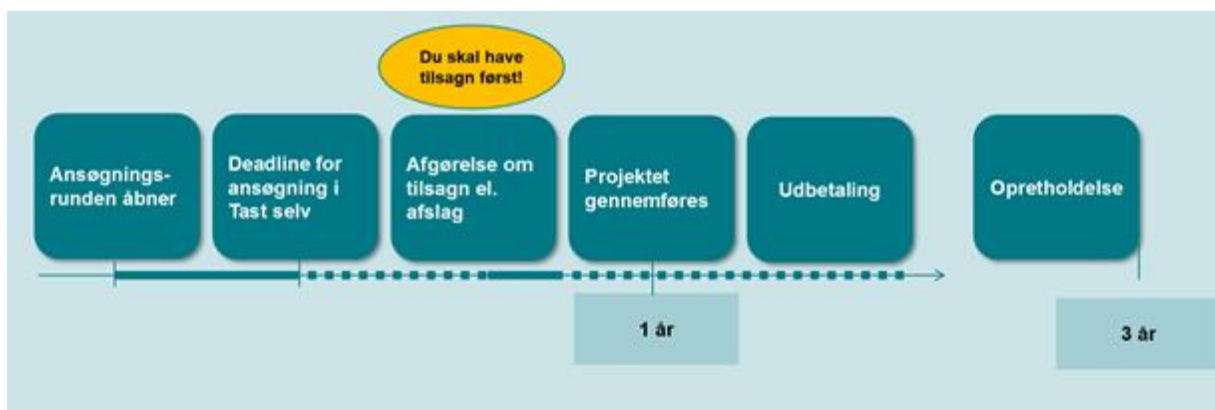 Du skal have
tilsagn først!
Ansøgnings-
runden åbner
Deadline for
ansøgning i
Tast selv
Afgørelse om
tilsagn el.
afslag
Projektet
gennemføres
Udbetaling
Opretholdelse
1 år
3 år